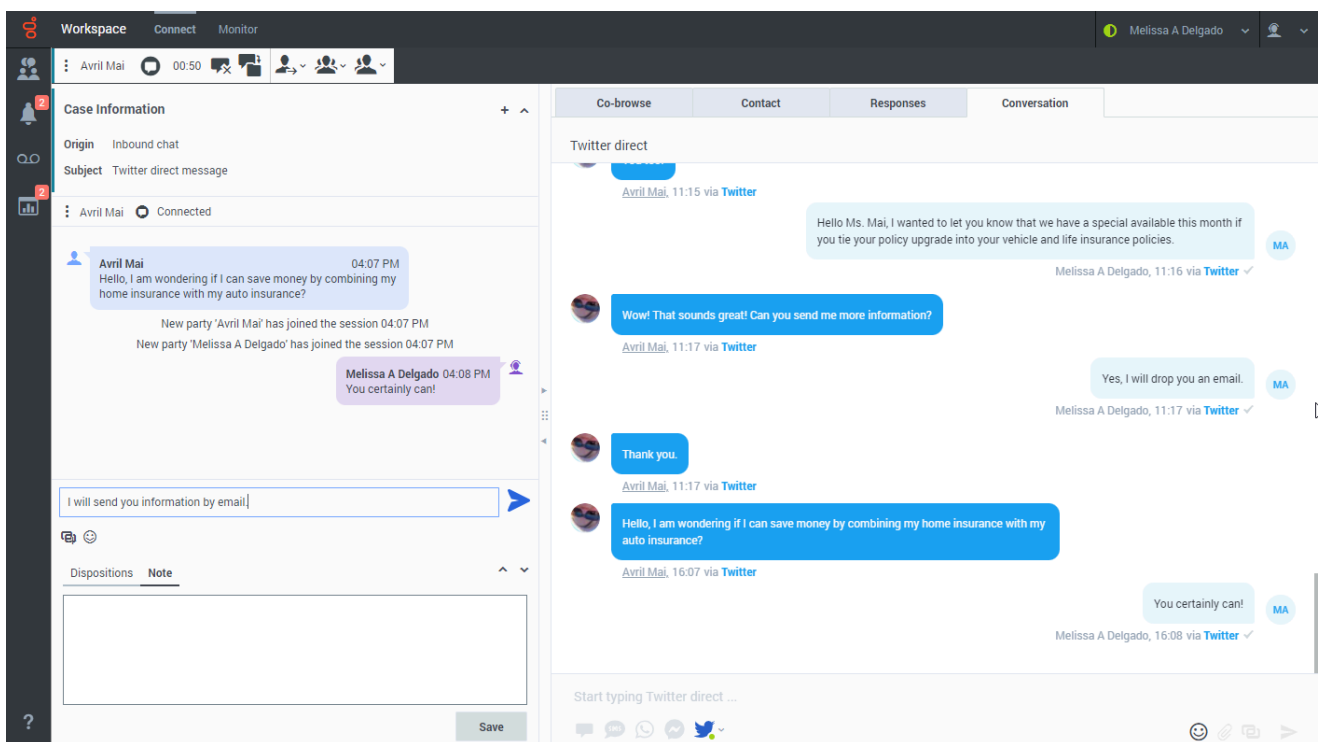 Workspace Connect Monitor Melissa A Delgado
Avril Mai 00:50
2
2
Case Information
Origin Inbound chat
Subject Twitter direct message
Avril Mai Connected
Avril Mai 04:07 PM
Hello, I am wondering if I can save money by combining my
home insurance with my auto insurance?
New party 'Avril Mai' has joined the session 04:07 PM
New party 'Melissa A Delgado' has joined the session 04:07 PM
Melissa A Delgado 04:08 PM
You certainly can!
I will send you information by email.
Dispositions Note
Save
?
Co-browse Contact Responses Conversation
Twitter direct
Avril Mai, 11:15 via Twitter
Hello Ms. Mai, I wanted to let you know that we have a special available this month if
you tie your policy upgrade into your vehicle and life insurance policies.
MA
Melissa A Delgado, 11:16 via Twitter
Wow! That sounds great! Can you send me more information?
Avril Mai, 11:17 via Twitter
Yes, I will drop you an email.
MA
Melissa A Delgado, 11:17 via Twitter
Thank you.
Avril Mai, 11:17 via Twitter
Hello, I am wondering if I can save money by combining my home insurance with my
auto insurance?
Avril Mai, 16:07 via Twitter
You certainly can!
MA
Melissa A Delgado, 16:08 via Twitter
Start typing Twitter direct ...